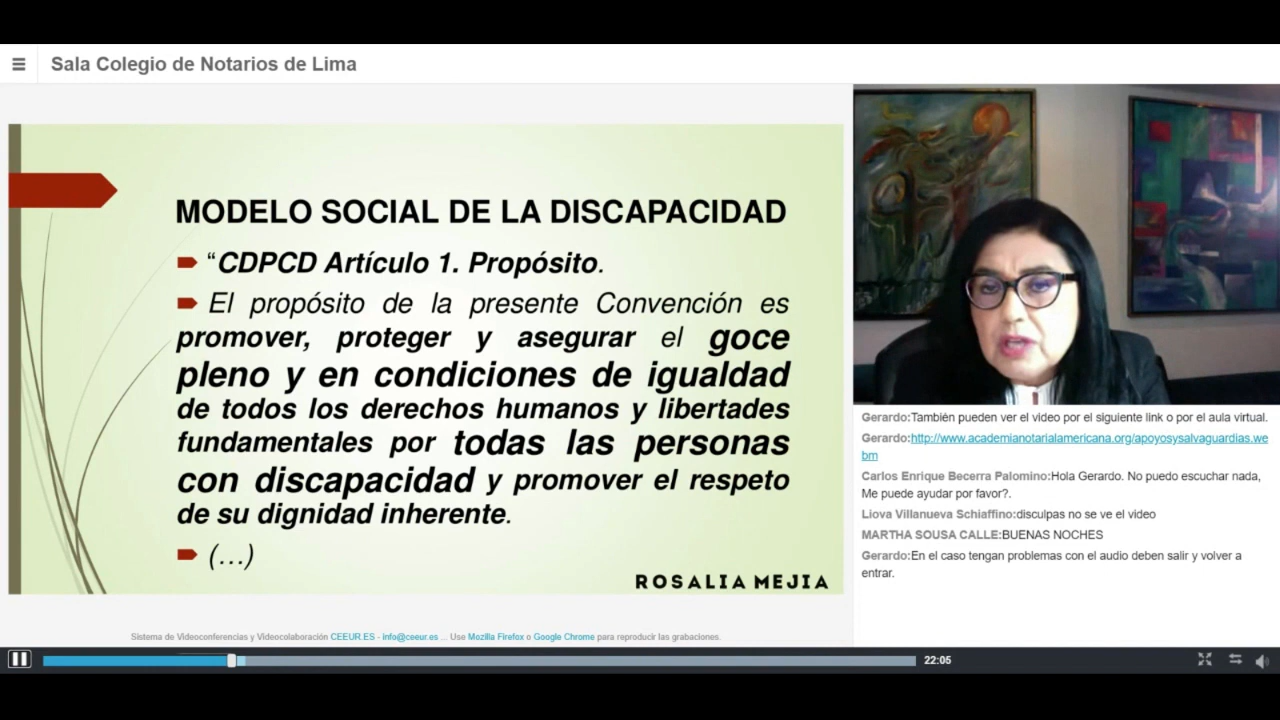 Sala Colegio de Notarios de Lima
MODELO SOCIAL DE LA DISCAPACIDAD
“CDPCD Artículo 1. Propósito.
El propósito de la presente Convención es
promover, proteger y asegurar el goce
pleno y en condiciones de igualdad
de todos los derechos humanos y libertades
fundamentales por todas las personas
con discapacidad y promover el respeto
de su dignidad inherente.
(…)
ROSALIA MEJIA
Gerardo:También pueden ver el video por el siguiente link o por el aula virtual.
Gerardo:http://www.academianotarialamericana.org/apoyosysalvaguardias.we
bm
Carlos Enrique Becerra Palomino:Hola Gerardo. No puedo escuchar nada,
Me puede ayudar por favor?.
Liova Villanueva Schiaffino:disculpas no se ve el video
MARTHA SOUSA CALLE:BUENAS NOCHES
Gerardo:En el caso tengan problemas con el audio deben salir y volver a
entrar.
Sistema de Videoconferencias y Videocolaboración CEEUR.ES - info@ceeur.es ... Use Mozilla Firefox o Google Chrome para reproducir las grabaciones.
22:05